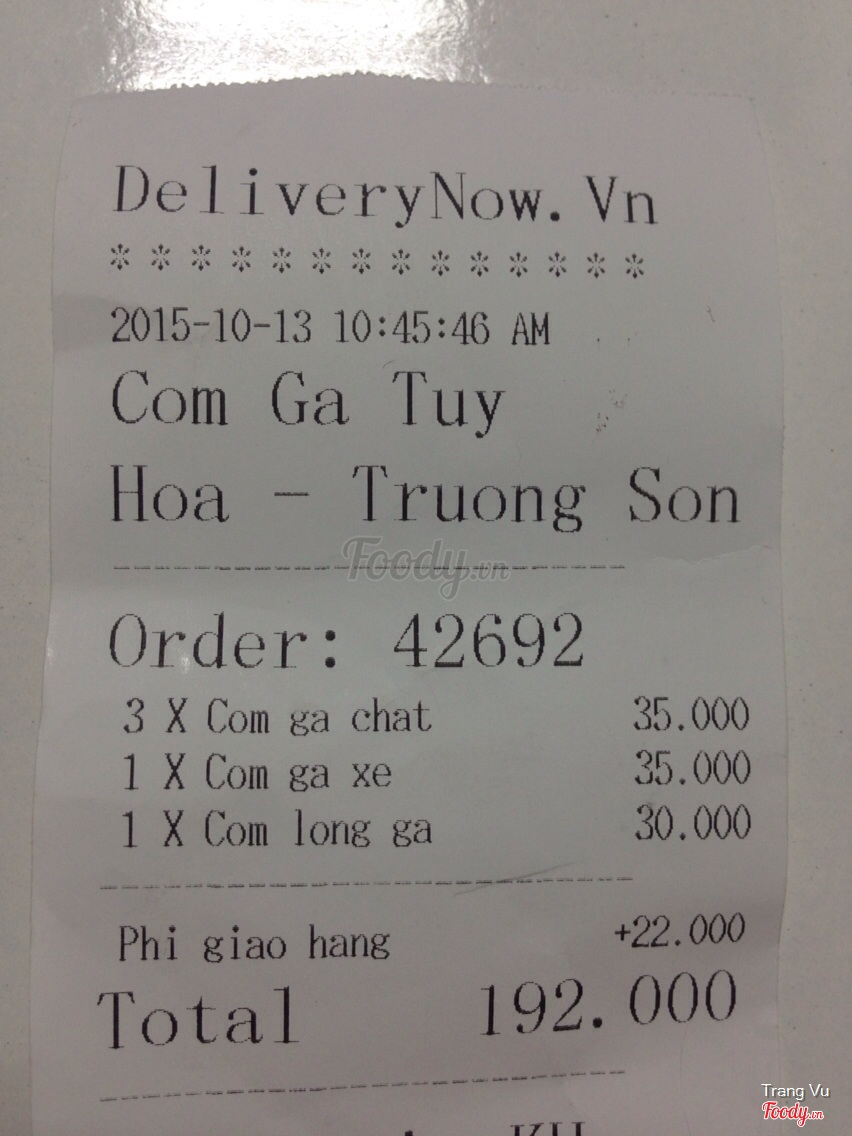 DeliveryNow.Vn
* * * * * * * * * * * * * *
2015-10-13 10:45:46 AM
Com Ga Tuy
Hoa - Truong Son
Foody.vn
Order: 42692
3 X Com ga chat 35.000
1 X Com ga xe 35.000
1 X Com long ga 30.000
Phi giao hang +22.000
Total 192.000
Trang Vu
Foody.vn